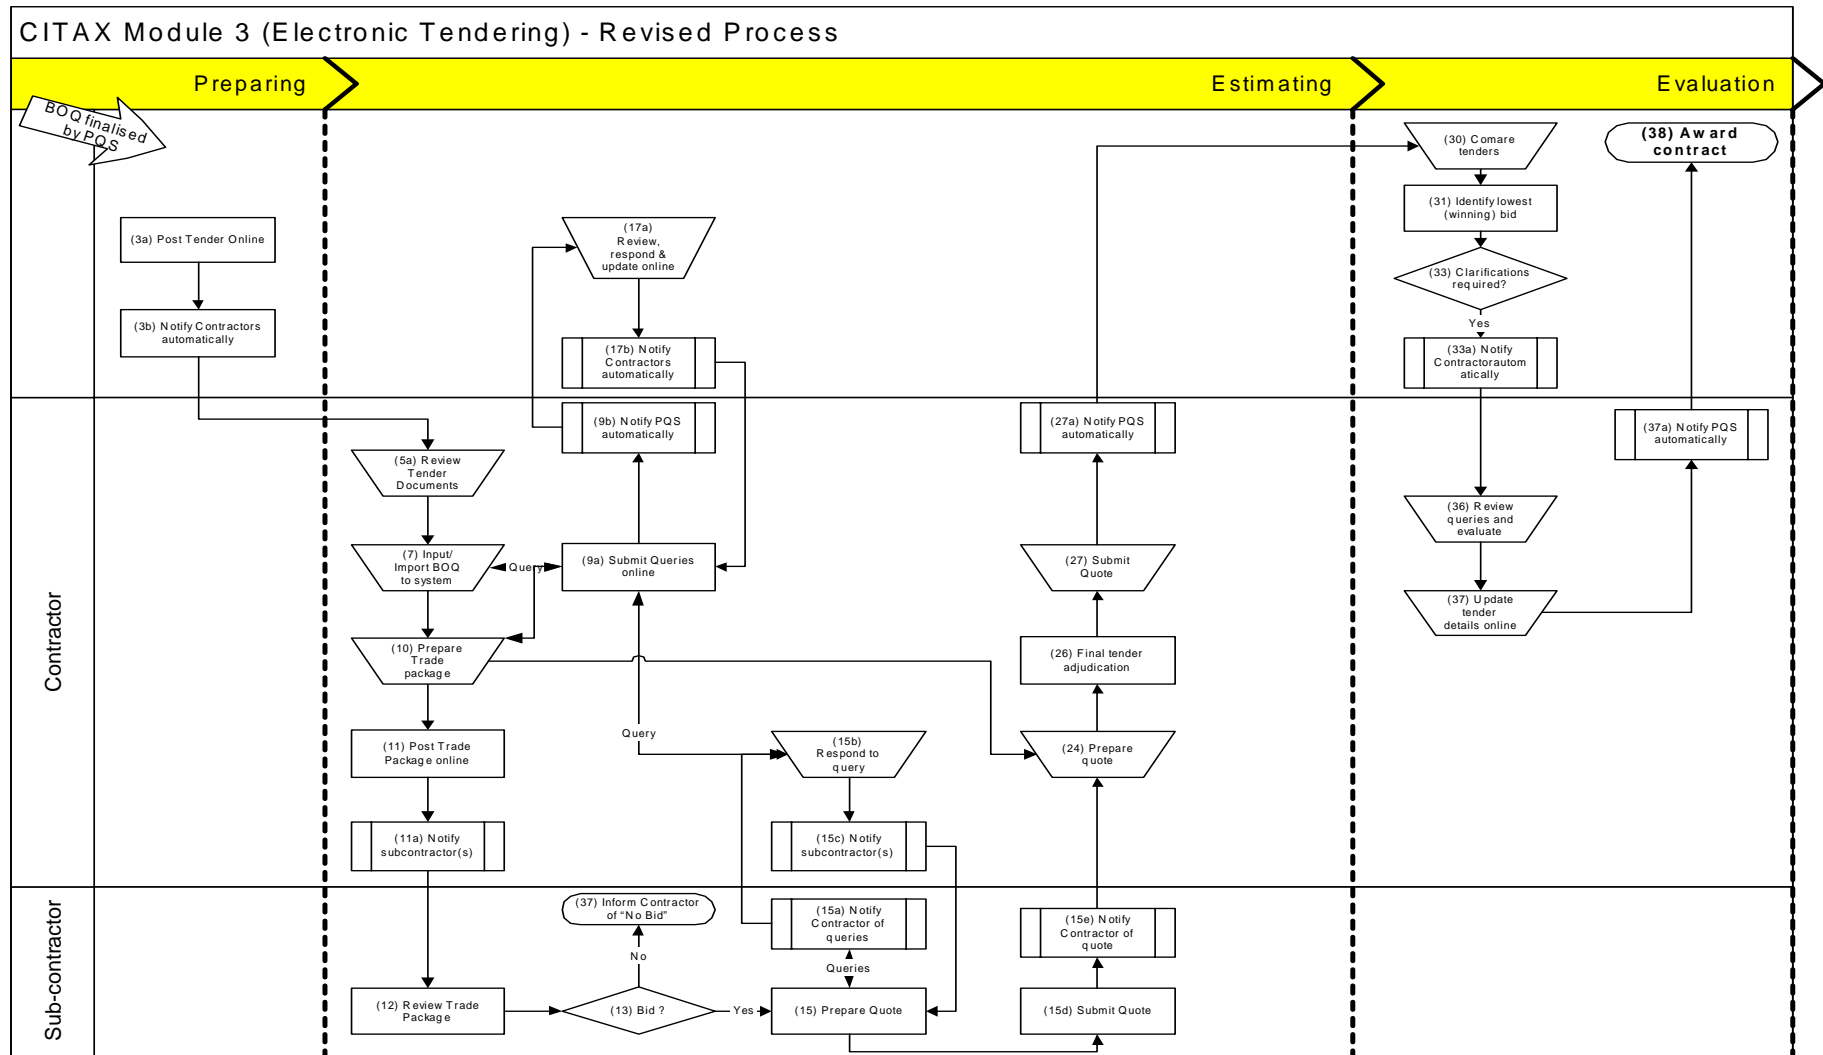 CITAX Module 3 (Electronic Tendering) - Revised Process
Preparing
Estimating
Evaluation
BOQ finalised
by PQS
(3a) Post Tender Online
(3b) Notify Contractors
automatically
(17a)
Review,
respond &
update online
(17b) Notify
Contractors
automatically
(30) Comare
tenders
(31) Identify lowest
(winning) bid
(33) Clarifications
required?
Yes
(33a) Notify
Contractorautom
atically
(38) Award
contract
Contractor
(5a) Review
Tender
Documents
(7) Input/
Import BOQ
to system
Query
(9b) Notify PQS
automatically
(9a) Submit Queries
online
(10) Prepare
Trade
package
(11) Post Trade
Package online
(11a) Notify
subcontractor(s)
Query
(15b)
Respond to
query
(15c) Notify
subcontractor(s)
(27a) Notify PQS
automatically
(27) Submit
Quote
(26) Final tender
adjudication
(24) Prepare
quote
(36) Review
queries and
evaluate
(37) Update
tender
details online
(37a) Notify PQS
automatically
Sub-contractor
(12) Review Trade
Package
(13) Bid ?
No
(37) Inform Contractor
of “No Bid”
Yes
(15a) Notify
Contractor of
queries
Queries
(15) Prepare Quote
(15e) Notify
Contractor of
quote
(15d) Submit Quote